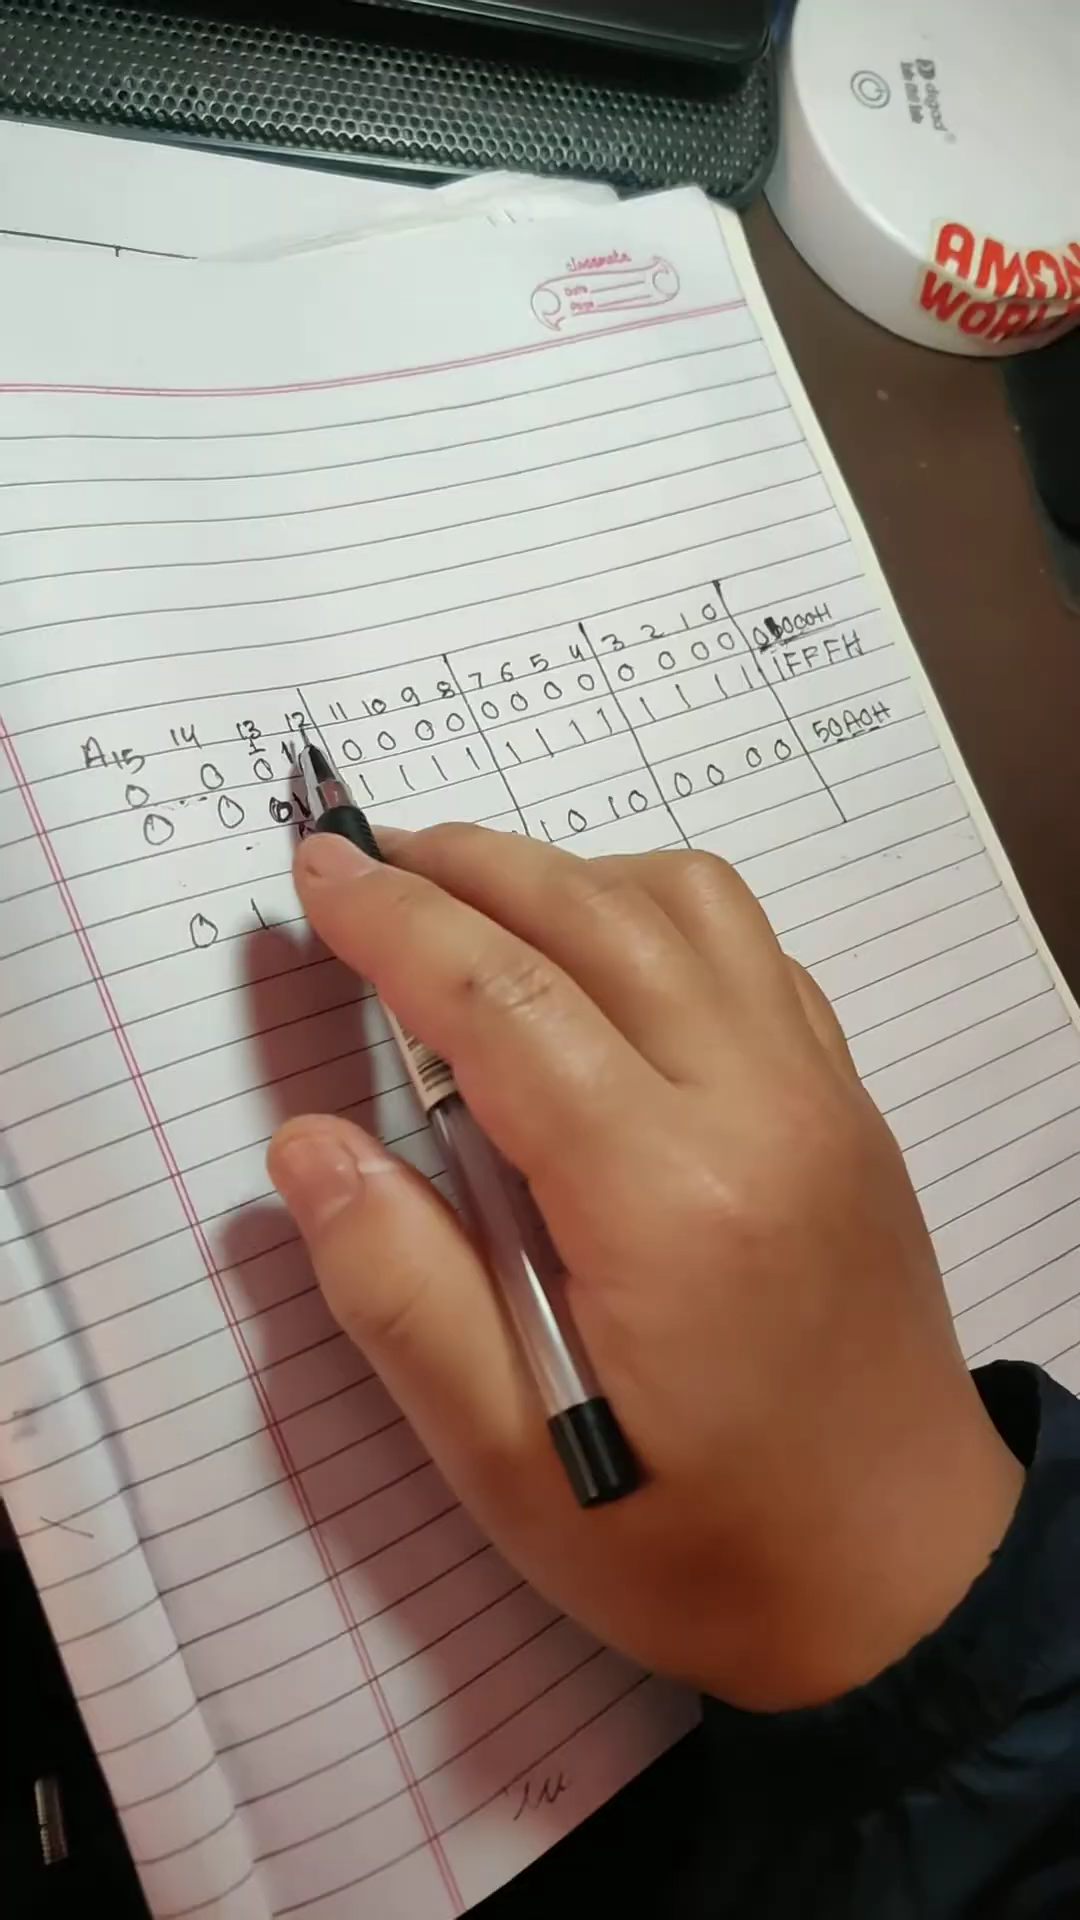 digital
AMON
WORL
classmate
Date
Page
A15 14 13 12 11 10 9 8 7 6 5 4 3 2 1 0
0 0 0 0 0 0 0 0 0 0 0 0 0 000H
0 0 0 1 1 1 1 1 1 1 1 1 1 1 1 1 1FFFH
1 0 1 0 0 0 0 0 50A0H
0 1